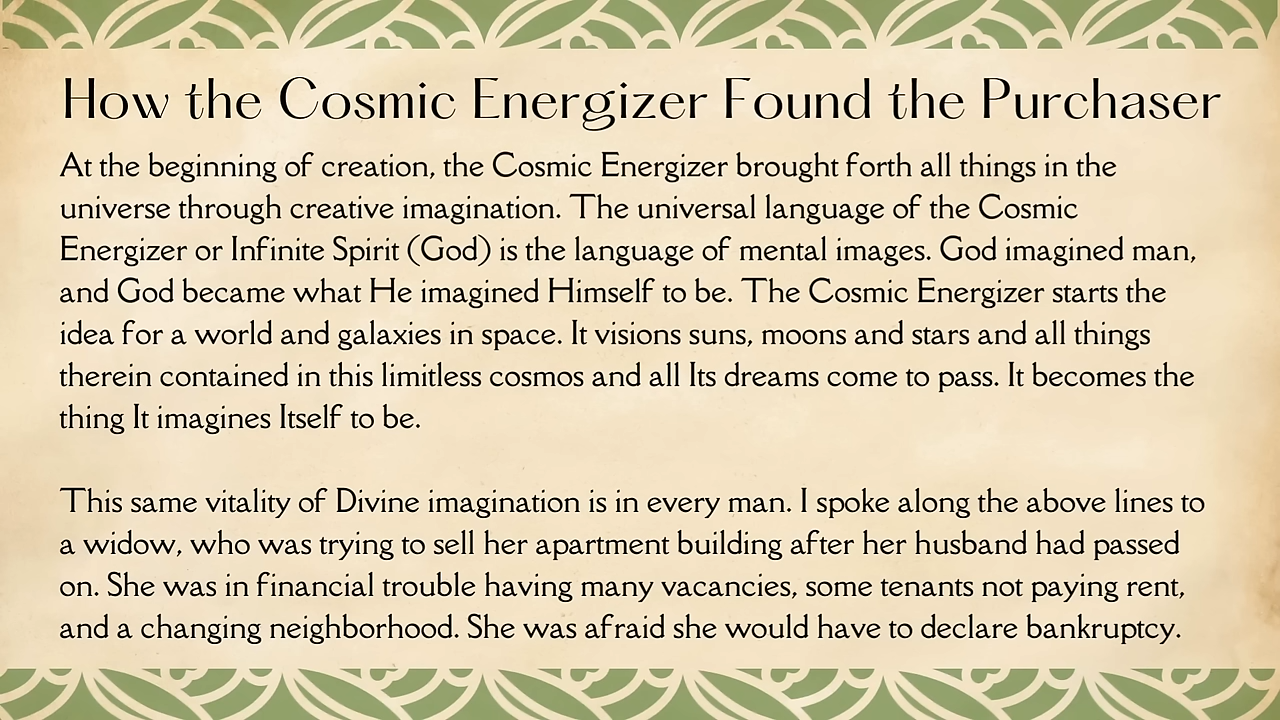 How the Cosmic Energizer Found the Purchaser
At the beginning of creation, the Cosmic Energizer brought forth all things in the
universe through creative imagination. The universal language of the Cosmic
Energizer or Infinite Spirit (God) is the language of mental images. God imagined man,
and God became what He imagined Himself to be. The Cosmic Energizer starts the
idea for a world and galaxies in space. It visions suns, moons and stars and all things
therein contained in this limitless cosmos and all Its dreams come to pass. It becomes the
thing It imagines Itself to be.
This same vitality of Divine imagination is in every man. I spoke along the above lines to
a widow, who was trying to sell her apartment building after her husband had passed
on. She was in financial trouble having many vacancies, some tenants not paying rent,
and a changing neighborhood. She was afraid she would have to declare bankruptcy.